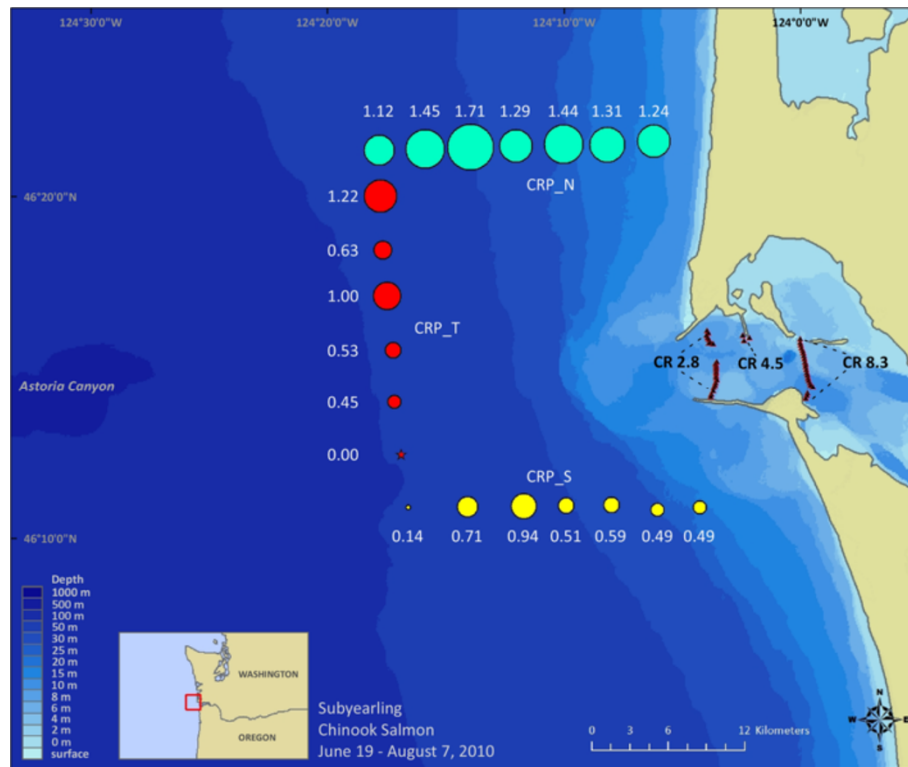 124°30'0"W 124°20'0"W 124°10'0"W 124°0'0"W
1.12 1.45 1.71 1.29 1.44 1.31 1.24
CRP_N
46°20'0"N
1.22
0.63
1.00
CRP_T
0.53
CR 2.8 CR 4.5 CR 8.3
Astoria Canyon
0.45
0.00
CRP_S
0.14 0.71 0.94 0.51 0.59 0.49 0.49
46°10'0"N
Depth
1000 m
500 m
100 m
50 m
30 m
25 m
20 m
15 m
10 m
8 m
6 m
4 m
2 m
0 m
surface
WASHINGTON
OREGON
Subyearling
Chinook Salmon
June 19 - August 7, 2010
0 3 6 12 Kilometers
N
W E
S